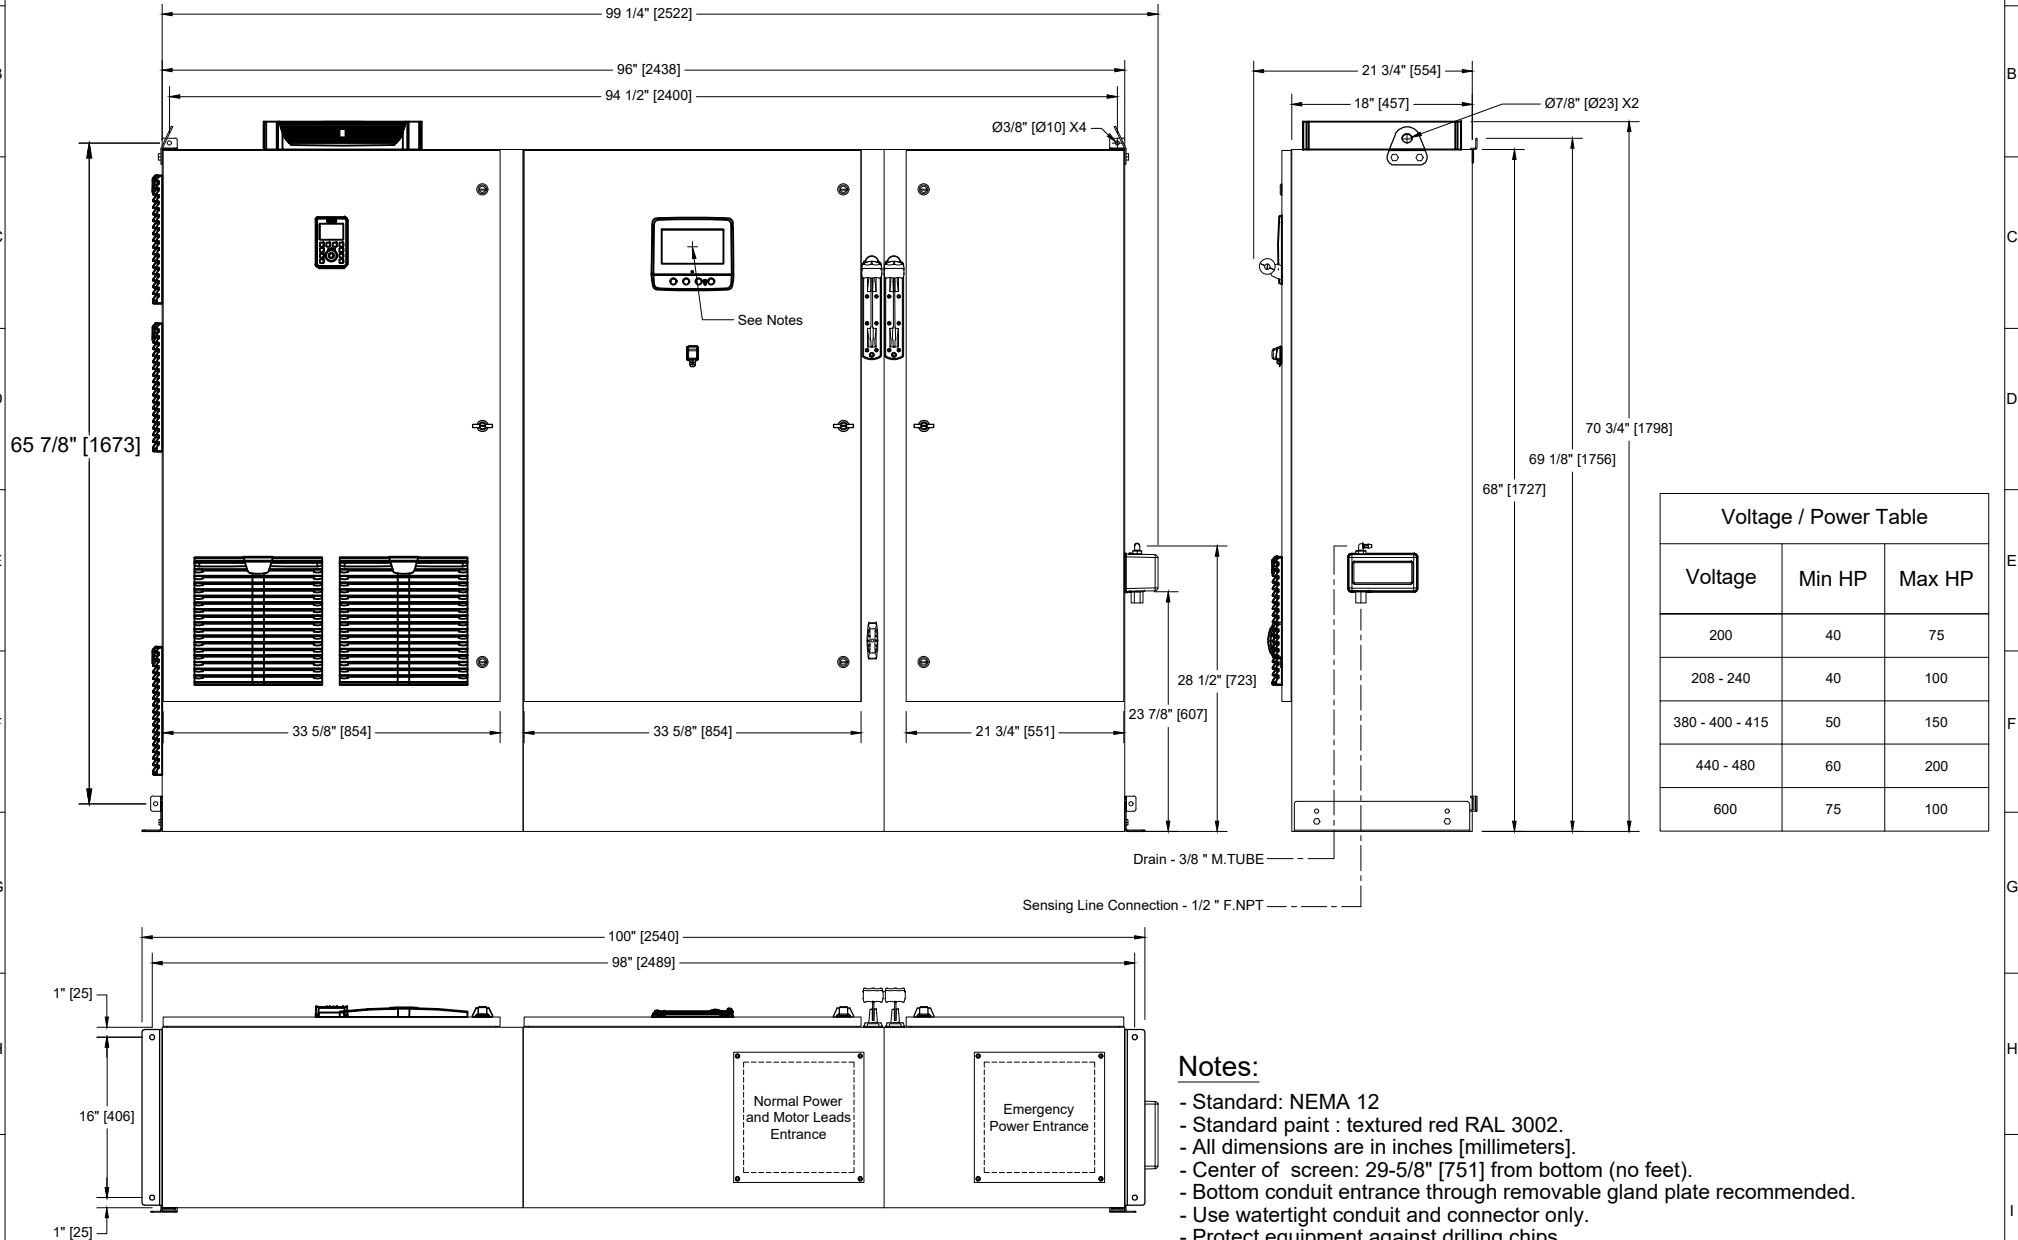 99 1/4" [2522]
96" [2438]
94 1/2" [2400]
Ø3/8" [Ø10] X4
21 3/4" [554]
18" [457]
Ø7/8" [Ø23] X2
B
C
D
E
F
G
H
I
65 7/8" [1673]
See Notes
70 3/4" [1798]
69 1/8" [1756]
68" [1727]
28 1/2" [723]
23 7/8" [607]
33 5/8" [854]
33 5/8" [854]
21 3/4" [551]
Voltage / Power Table
Voltage Min HP Max HP
200 40 75
208 - 240 40 100
380 - 400 - 415 50 150
440 - 480 60 200
600 75 100
Drain - 3/8 " M.TUBE
Sensing Line Connection - 1/2 " F.NPT
100" [2540]
98" [2489]
1" [25]
16" [406]
1" [25]
Normal Power
and Motor Leads
Entrance
Emergency
Power Entrance
Notes:
- Standard: NEMA 12
- Standard paint : textured red RAL 3002.
- All dimensions are in inches [millimeters].
- Center of screen: 29-5/8" [751] from bottom (no feet).
- Bottom conduit entrance through removable gland plate recommended.
- Use watertight conduit and connector only.
- Protect equipment against drilling chips